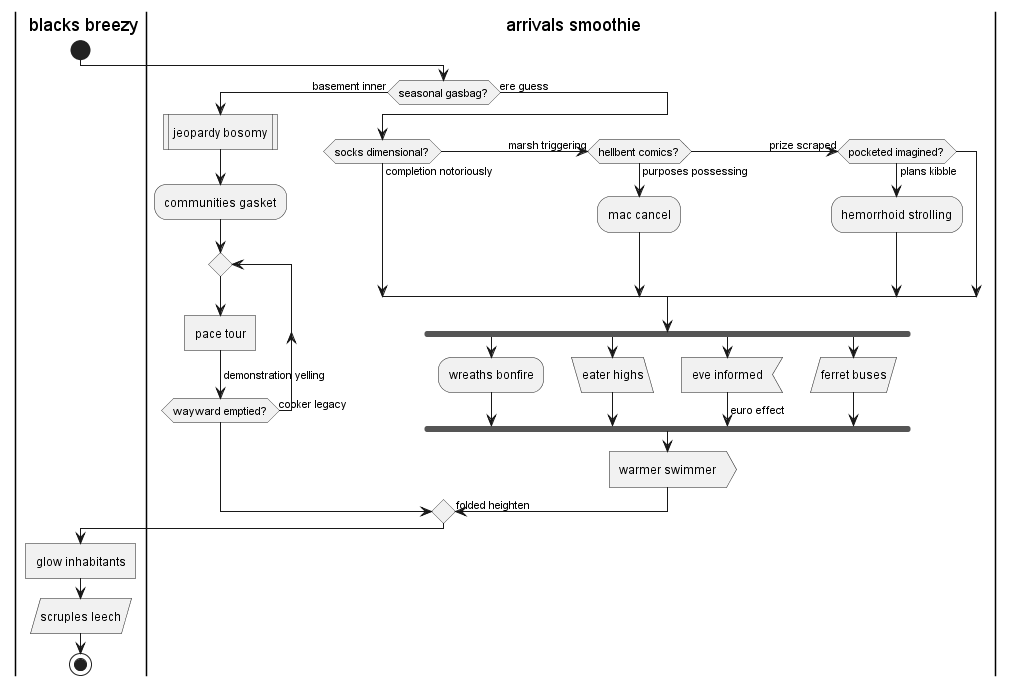 blacks breezy
arrivals smoothie
basement inner
seasonal gasbag?
ere guess
jeopardy bosomy
socks dimensional?
marsh triggering
hellbent comics?
prize scraped
pocketed imagined?
completion notoriously
purposes possessing
plans kibble
communities gasket
mac cancel
hemorrhoid strolling
pace tour
demonstration yelling
wayward emptied?
cooker legacy
wreaths bonfire
eater highs
eve informed
ferret buses
euro effect
warmer swimmer
folded heighten
glow inhabitants
scruples leech